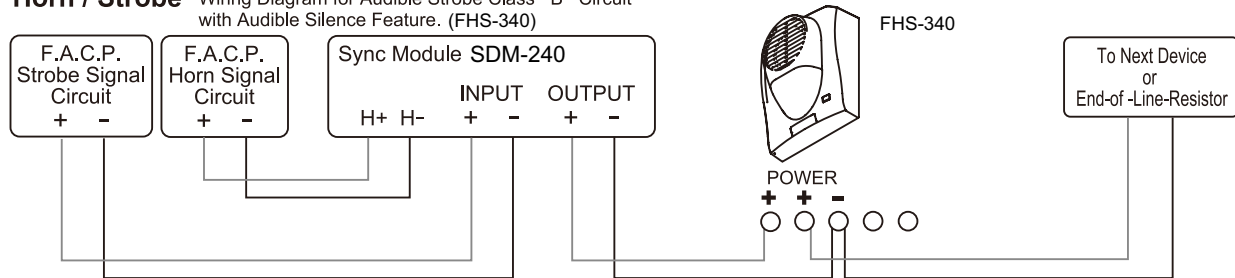 Horn / Strobe Wiring Diagram for Audible Strobe Class "B" Circuit
with Audible Silence Feature. (FHS-340)
FHS-340
F.A.C.P.
Strobe Signal
Circuit
+ –
F.A.C.P.
Horn Signal
Circuit
+ –
Sync Module SDM-240
INPUT OUTPUT
H+ H– + – + –
To Next Device
or
End-of -Line-Resistor
POWER
+ + –